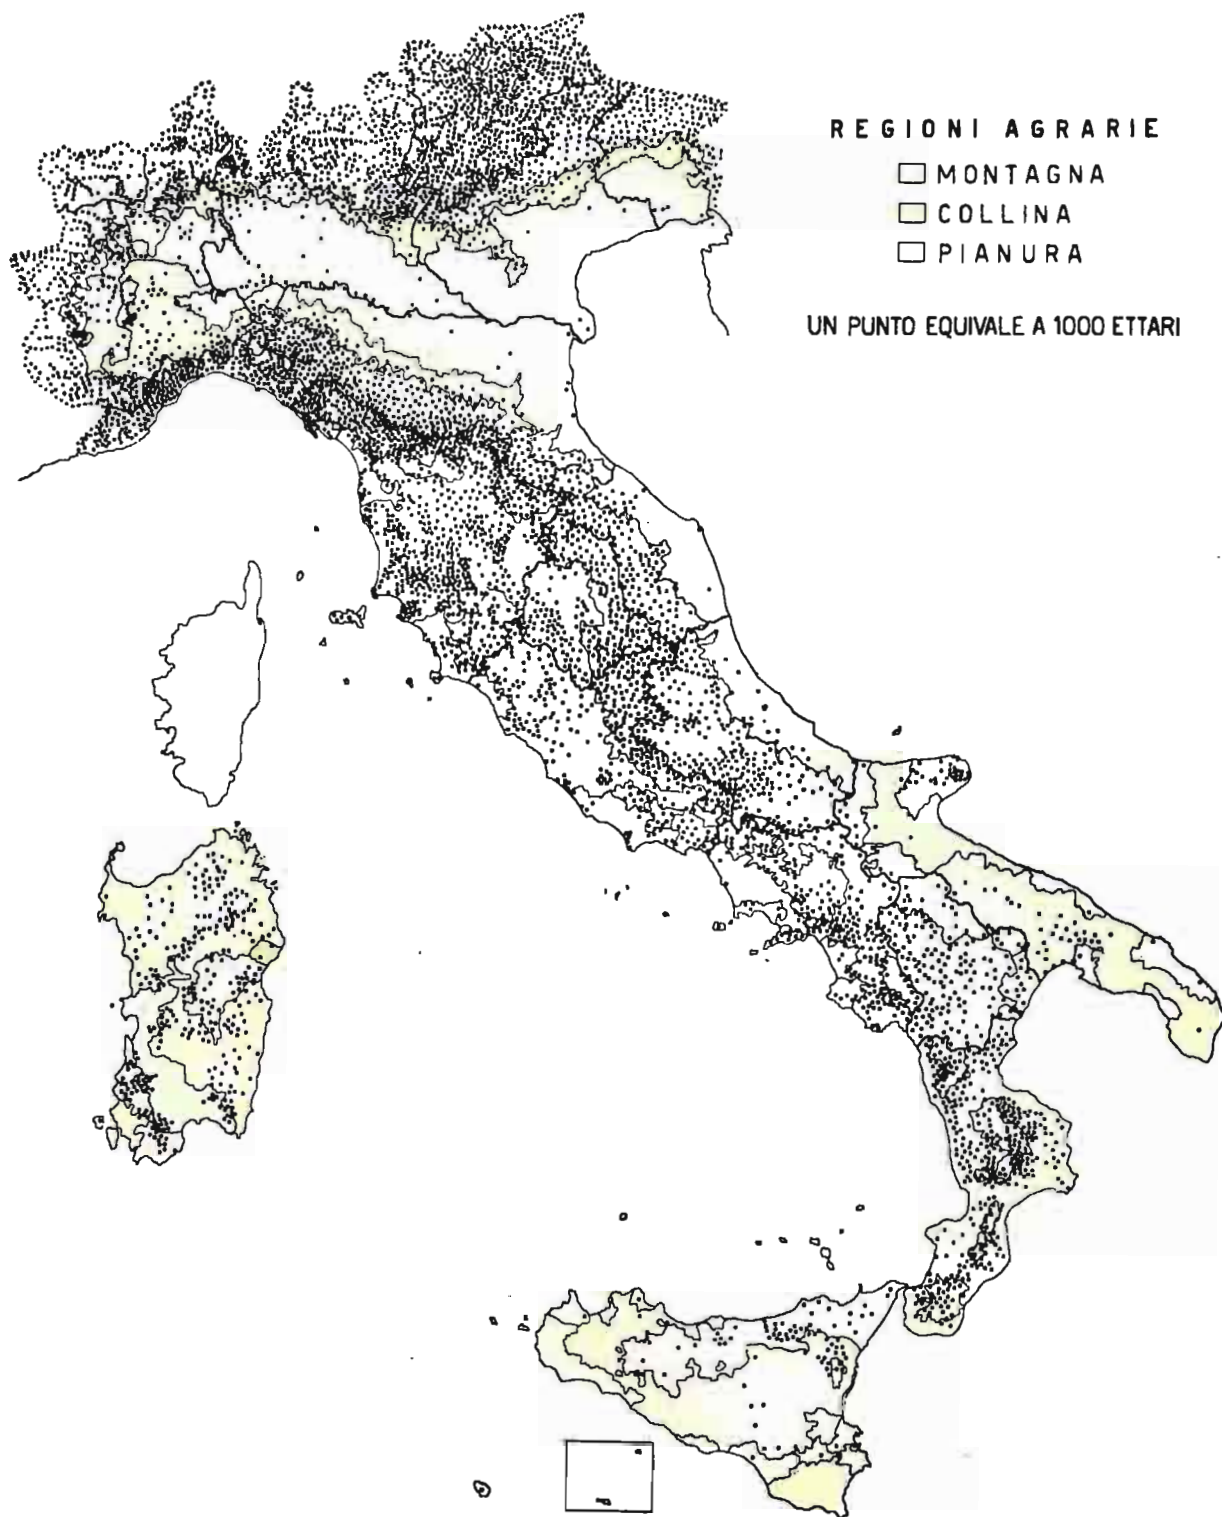 REGIONI AGRARIE
MONTAGNA
COLLINA
PIANURA
UN PUNTO EQUIVALE A 1000 ETTARI